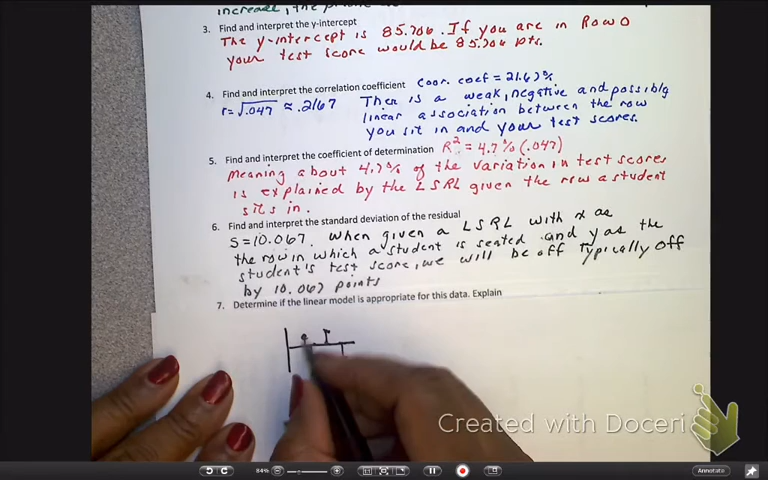 increase, the
3. Find and interpret the y-intercept
The y-intercept is 85.706. If you are in Row 0
your test score would be 85.706 pts.
4. Find and interpret the correlation coefficient Coor. coef = 21.67%
r=√.047 ≈ .2167 Ther is a weak, negative and possibly
linear association between the row
you sit in and your test scores.
5. Find and interpret the coefficient of determination R² = 4.7% (.047)
Meaning about 4.7% of the variation in test scores
is explained by the LSRL given the row a student
sits in.
6. Find and interpret the standard deviation of the residual
S=10.067. When given a LSRL with x as
the row in which a student is seated and y as the
student's test score, we will be off typically off
by 10.067 points
7. Determine if the linear model is appropriate for this data. Explain
Created with Doceri
84%
Annotate